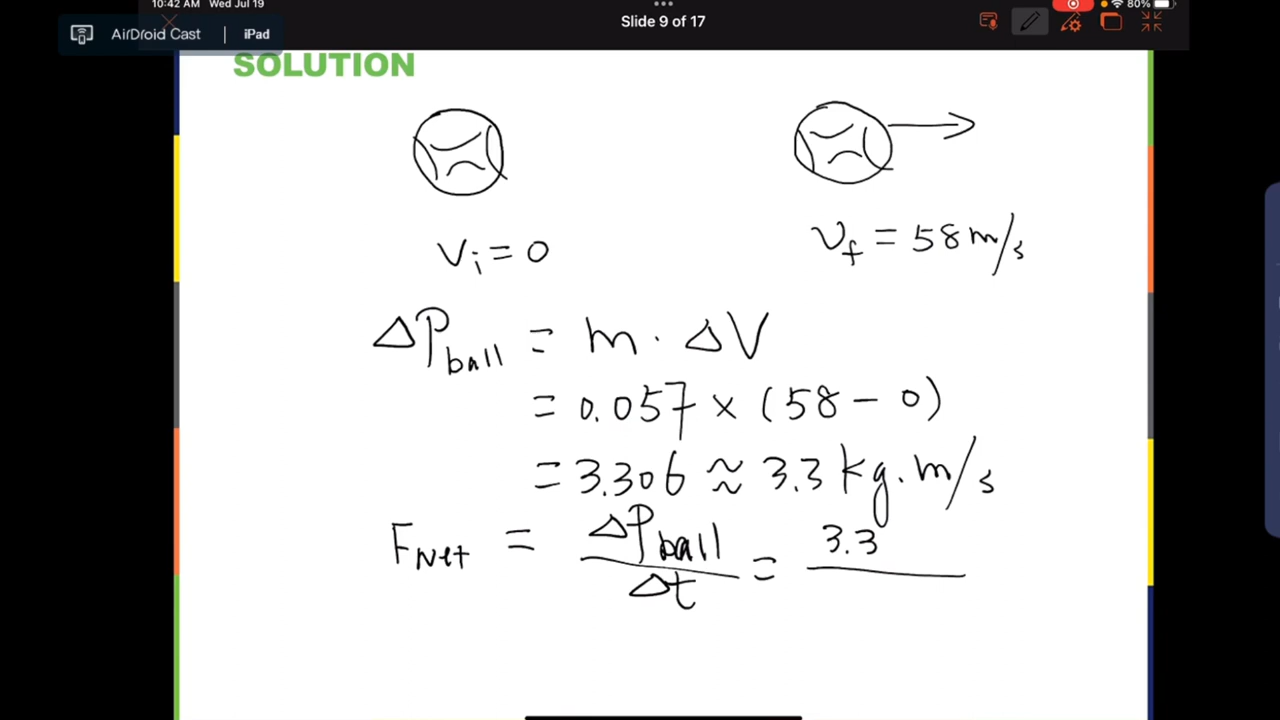 10:42 AM Wed Jul 19
80%
AirDroid Cast | iPad
Slide 9 of 17
SOLUTION
Vi = 0
Vf = 58 m/s
ΔPball = m · ΔV
= 0.057 × (58 − 0)
= 3.306 ≈ 3.3 kg.m/s
FNet = ΔPball / Δt = 3.3